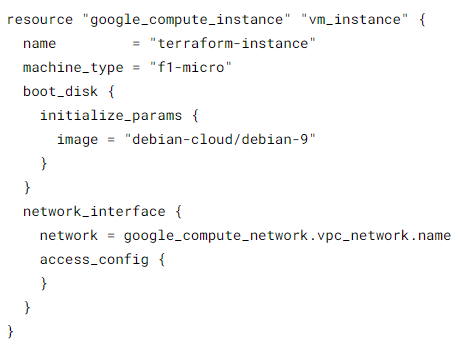 resource "google_compute_instance" "vm_instance" {
  name         = "terraform-instance"
  machine_type = "f1-micro"
  boot_disk {
    initialize_params {
      image = "debian-cloud/debian-9"
    }
  }
  network_interface {
    network = google_compute_network.vpc_network.name
    access_config {
    }
  }
}